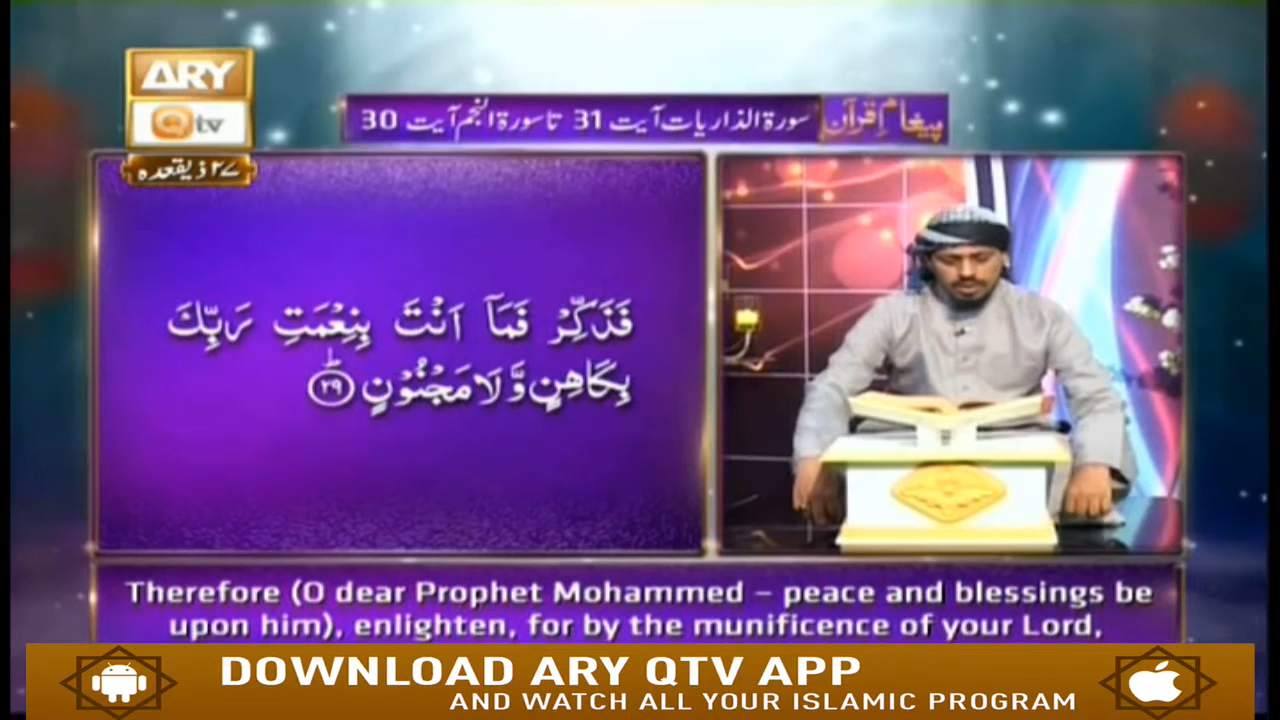 ARY
Qtv
۲۷ ذیقعدہ
پیغام قرآن سورۃ الذاریات آیت 31 تا سورۃ النجم آیت 30
فَذَكِّرْ فَمَآ اَنْتَ بِنِعْمَتِ رَبِّكَ
بِكَاهِنٍ وَّلَا مَجْنُوْنٍ ؕ﴿۲۹﴾
Therefore (O dear Prophet Mohammed – peace and blessings be
upon him), enlighten, for by the munificence of your Lord,
DOWNLOAD ARY QTV APP
AND WATCH ALL YOUR ISLAMIC PROGRAM